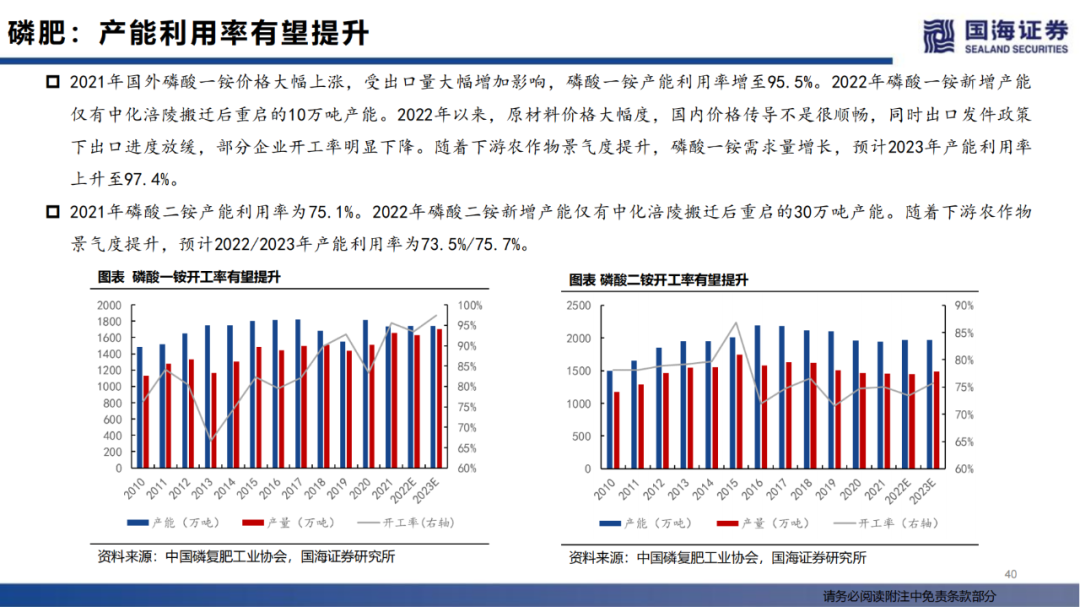 磷肥：产能利用率有望提升
国海证券
SEALAND SECURITIES
2021年国外磷酸一铵价格大幅上涨，受出口量大幅增加影响，磷酸一铵产能利用率增至95.5%。2022年磷酸一铵新增产能
仅有中化涪陵搬迁后重启的10万吨产能。2022年以来，原材料价格大幅度，国内价格传导不是很顺畅，同时出口发件政策
下出口进度放缓，部分企业开工率明显下降。随着下游农作物景气度提升，磷酸一铵需求量增长，预计2023年产能利用率
上升至97.4%。
2021年磷酸二铵产能利用率为75.1%。2022年磷酸二铵新增产能仅有中化涪陵搬迁后重启的30万吨产能。随着下游农作物
景气度提升，预计2022/2023年产能利用率为73.5%/75.7%。
图表 磷酸一铵开工率有望提升
2000
1800
1600
1400
1200
1000
800
600
400
200
0
100%
95%
90%
85%
80%
75%
70%
65%
60%
2010
2011
2012
2013
2014
2015
2016
2017
2018
2019
2020
2021
2022E
2023E
产能（万吨）
产量（万吨）
开工率(右轴)
资料来源：中国磷复肥工业协会，国海证券研究所
图表 磷酸二铵开工率有望提升
2500
2000
1500
1000
500
0
90%
85%
80%
75%
70%
65%
60%
2010
2011
2012
2013
2014
2015
2016
2017
2018
2019
2020
2021
2022E
2023E
产能（万吨）
产量（万吨）
开工率（右轴）
资料来源：中国磷复肥工业协会，国海证券研究所
40
请务必阅读附注中免责条款部分